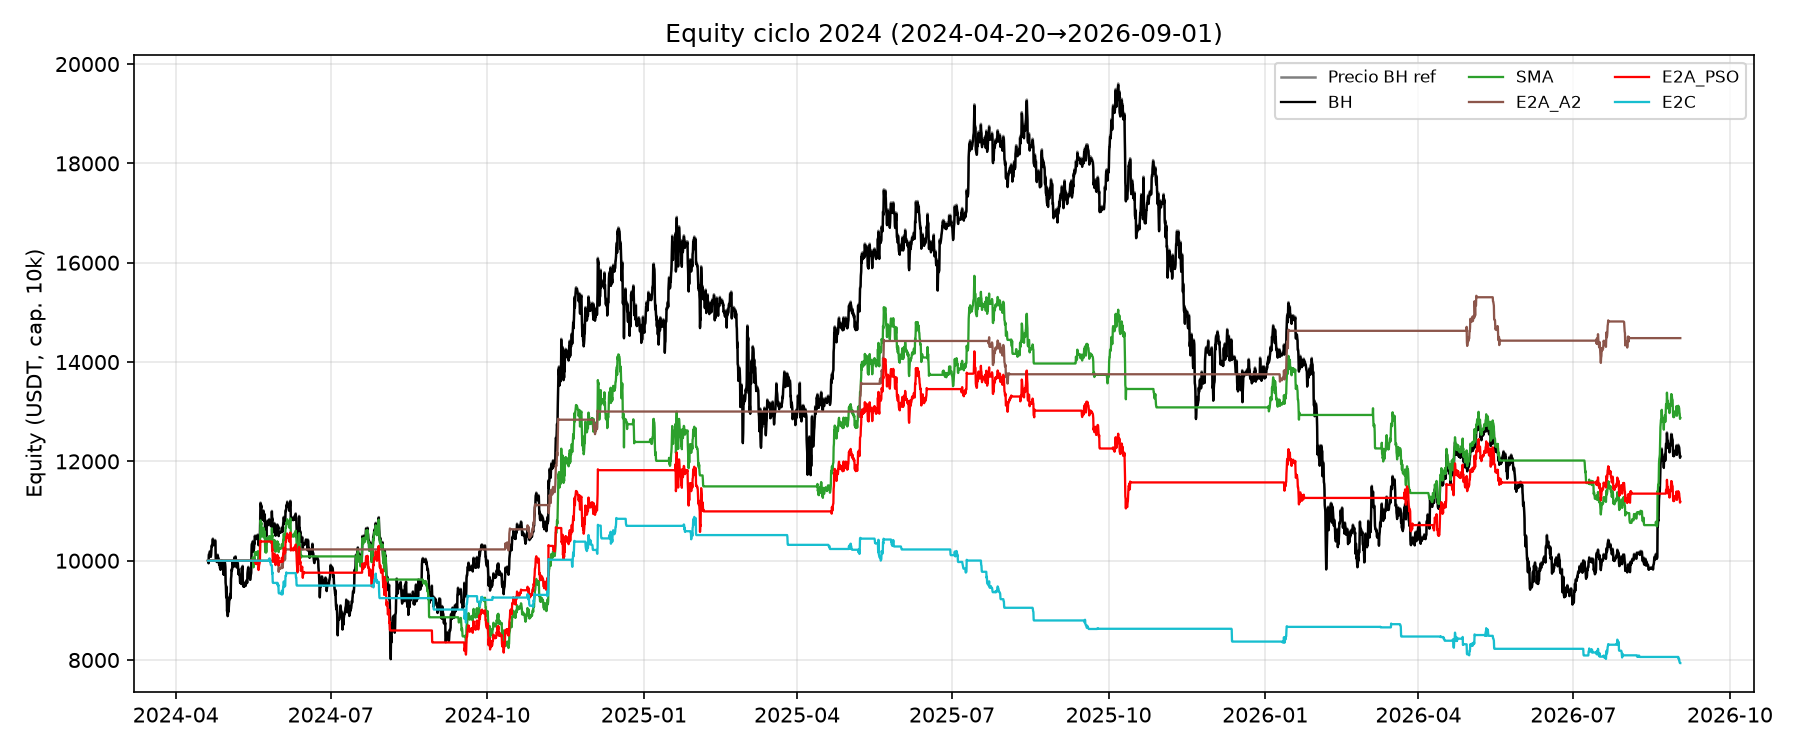 Equity ciclo 2024 (2024-04-20→2026-09-01)
Precio BH ref
BH
SMA
E2A_A2
E2A_PSO
E2C
Equity (USDT, cap. 10k)
20000
18000
16000
14000
12000
10000
8000
2024-04 2024-07 2024-10 2025-01 2025-04 2025-07 2025-10 2026-01 2026-04 2026-07 2026-10